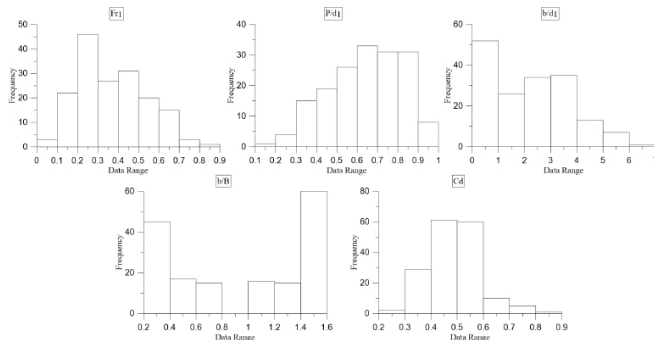 Fr1
Frequency
50
40
30
20
10
0
0 0.1 0.2 0.3 0.4 0.5 0.6 0.7 0.8 0.9
Data Range
P/d1
Frequency
40
30
20
10
0
0.1 0.2 0.3 0.4 0.5 0.6 0.7 0.8 0.9 1
Data Range
b/d1
Frequency
60
40
20
0
0 1 2 3 4 5 6 7
Data Range
b/B
Frequency
60
40
20
0
0.2 0.4 0.6 0.8 1 1.2 1.4 1.6
Data Range
Cd
Frequency
80
60
40
20
0
0.2 0.3 0.4 0.5 0.6 0.7 0.8 0.9
Data Range